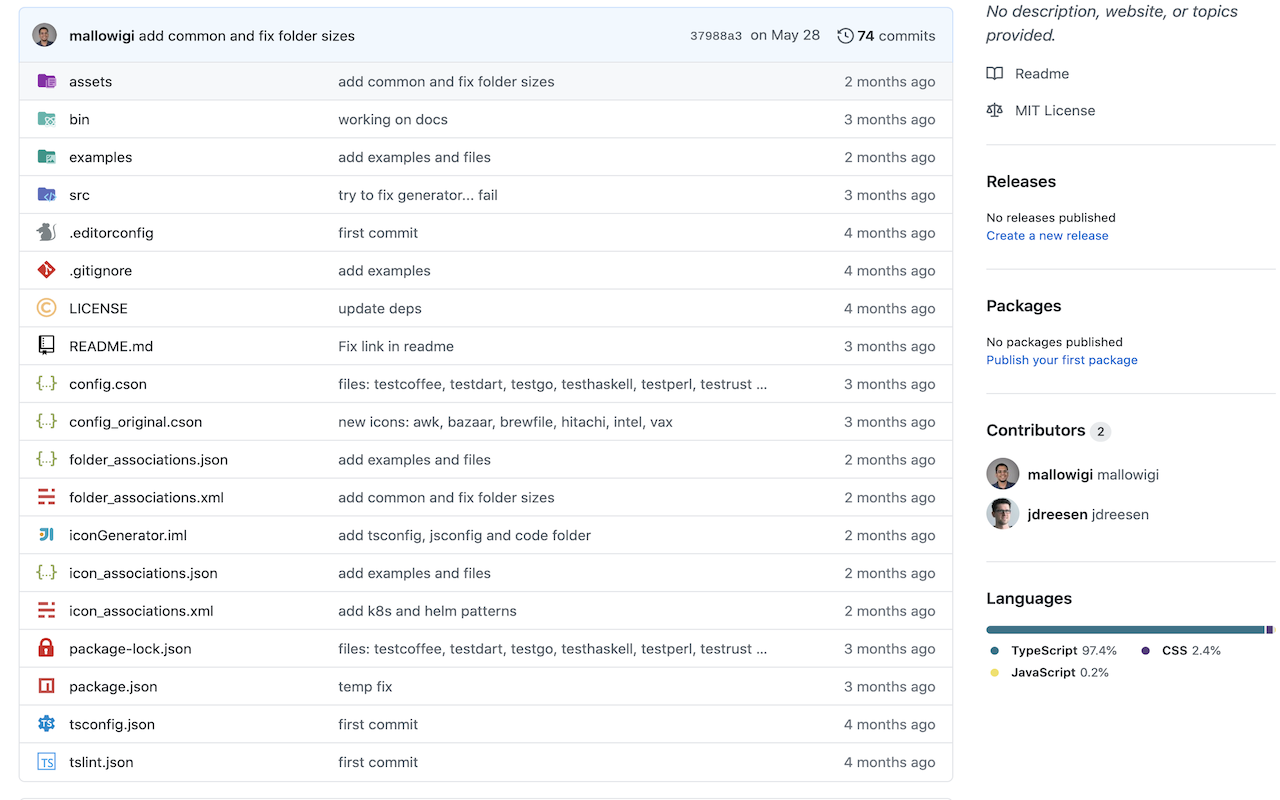 mallowigi add common and fix folder sizes 37988a3 on May 28 74 commits
assets add common and fix folder sizes 2 months ago
bin working on docs 3 months ago
examples add examples and files 2 months ago
src try to fix generator... fail 3 months ago
.editorconfig first commit 4 months ago
.gitignore add examples 4 months ago
LICENSE update deps 4 months ago
README.md Fix link in readme 3 months ago
config.cson files: testcoffee, testdart, testgo, testhaskell, testperl, testrust ... 3 months ago
config_original.cson new icons: awk, bazaar, brewfile, hitachi, intel, vax 3 months ago
folder_associations.json add examples and files 2 months ago
folder_associations.xml add common and fix folder sizes 2 months ago
iconGenerator.iml add tsconfig, jsconfig and code folder 2 months ago
icon_associations.json add examples and files 2 months ago
icon_associations.xml add k8s and helm patterns 2 months ago
package-lock.json files: testcoffee, testdart, testgo, testhaskell, testperl, testrust ... 3 months ago
package.json temp fix 3 months ago
TS tsconfig.json first commit 4 months ago
TS tslint.json first commit 4 months ago
No description, website, or topics
provided.
Readme
MIT License
Releases
No releases published
Create a new release
Packages
No packages published
Publish your first package
Contributors 2
mallowigi mallowigi
jdreesen jdreesen
Languages
TypeScript 97.4% CSS 2.4%
JavaScript 0.2%